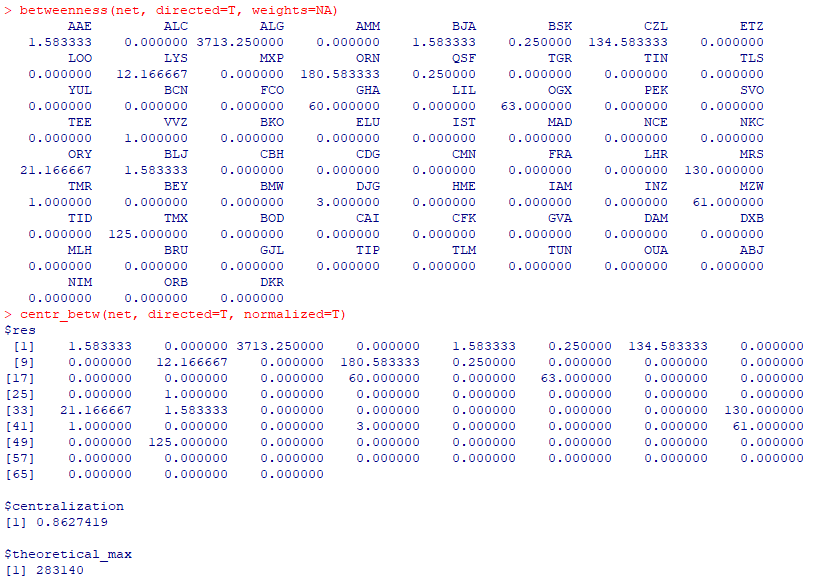 > betweenness(net, directed=T, weights=NA)
AAE ALC ALG AMM BJA BSK CZL ETZ
1.583333 0.000000 3713.250000 0.000000 1.583333 0.250000 134.583333 0.000000
LOO LYS MXP ORN QSF TGR TIN TLS
0.000000 12.166667 0.000000 180.583333 0.250000 0.000000 0.000000 0.000000
YUL BCN FCO GHA LIL OGX PEK SVO
0.000000 0.000000 0.000000 60.000000 0.000000 63.000000 0.000000 0.000000
TEE VVZ BKO ELU IST MAD NCE NKC
0.000000 1.000000 0.000000 0.000000 0.000000 0.000000 0.000000 0.000000
ORY BLJ CBH CDG CMN FRA LHR MRS
21.166667 1.583333 0.000000 0.000000 0.000000 0.000000 0.000000 130.000000
TMR BEY BMW DJG HME IAM INZ MZW
1.000000 0.000000 0.000000 3.000000 0.000000 0.000000 0.000000 61.000000
TID TMX BOD CAI CFK GVA DAM DXB
0.000000 125.000000 0.000000 0.000000 0.000000 0.000000 0.000000 0.000000
MLH BRU GJL TIP TLM TUN OUA ABJ
0.000000 0.000000 0.000000 0.000000 0.000000 0.000000 0.000000 0.000000
NIM ORB DKR
0.000000 0.000000 0.000000
> centr_betw(net, directed=T, normalized=T)
$res
[1] 1.583333 0.000000 3713.250000 0.000000 1.583333 0.250000 134.583333 0.000000
[9] 0.000000 12.166667 0.000000 180.583333 0.250000 0.000000 0.000000 0.000000
[17] 0.000000 0.000000 0.000000 60.000000 0.000000 63.000000 0.000000 0.000000
[25] 0.000000 1.000000 0.000000 0.000000 0.000000 0.000000 0.000000 0.000000
[33] 21.166667 1.583333 0.000000 0.000000 0.000000 0.000000 0.000000 130.000000
[41] 1.000000 0.000000 0.000000 3.000000 0.000000 0.000000 0.000000 61.000000
[49] 0.000000 125.000000 0.000000 0.000000 0.000000 0.000000 0.000000 0.000000
[57] 0.000000 0.000000 0.000000 0.000000 0.000000 0.000000 0.000000 0.000000
[65] 0.000000 0.000000 0.000000
$centralization
[1] 0.8627419
$theoretical_max
[1] 283140